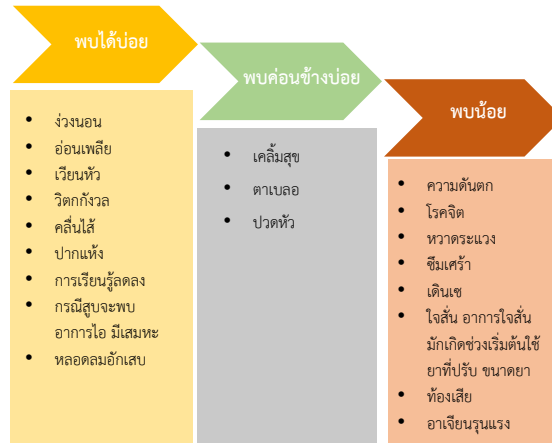 พบได้บ่อย
• ง่วงนอน
• อ่อนเพลีย
• เวียนหัว
• วิตกกังวล
• คลื่นไส้
• ปากแห้ง
• การเรียนรู้ลดลง
• กรณีสูบจะพบ
อาการไอ มีเสมหะ
• หลอดลมอักเสบ
พบค่อนข้างบ่อย
• เคลิ้มสุข
• ตาเบลอ
• ปวดหัว
พบน้อย
• ความดันตก
• โรคจิต
• หวาดระแวง
• ซึมเศร้า
• เดินเซ
• ใจสั่น อาการใจสั่น
มักเกิดช่วงเริ่มต้นใช้
ยาที่ปรับ ขนาดยา
• ท้องเสีย
• อาเจียนรุนแรง